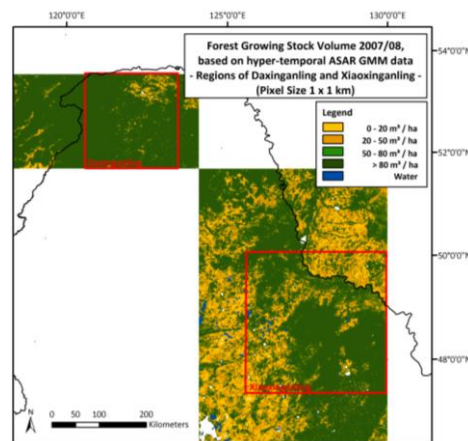 120°0'0"E
125°0'0"E
130°0'0"E
Forest Growing Stock Volume 2007/08,
based on hyper-temporal ASAR GMM data
- Regions of Daxinganling and Xiaoxinganling -
(Pixel Size 1 x 1 km)
Legend
0 - 20 m³ / ha
20 - 50 m³ / ha
50 - 80 m³ / ha
> 80 m³ / ha
Water
54°0'0"N
52°0'0"N
50°0'0"N
48°0'0"N
0
50
100
200
Kilometers
N